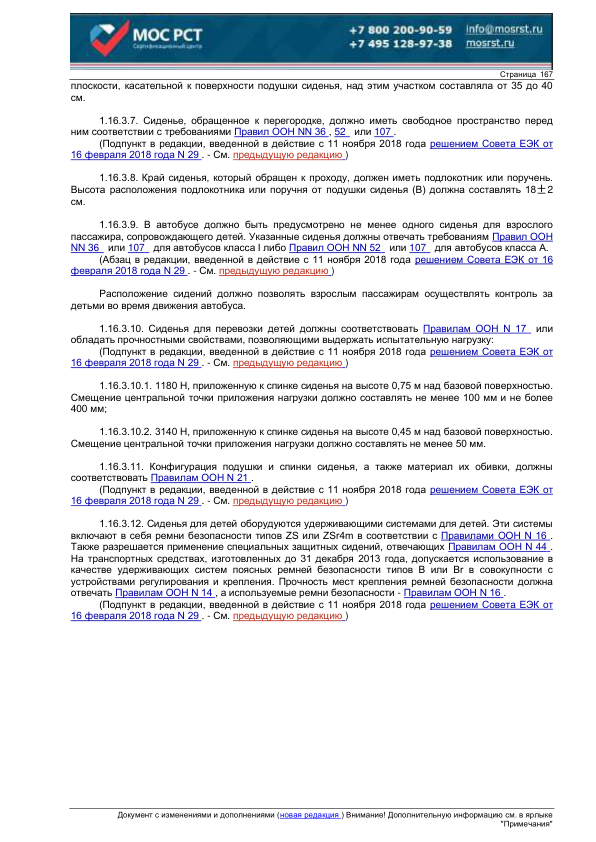 МОС РСТ
Сертификационный центр
+7 800 200-90-59 info@mosrst.ru
+7 495 128-97-38 mosrst.ru
Страница 167
плоскости, касательной к поверхности подушки сиденья, над этим участком составляла от 35 до 40
см.
1.16.3.7. Сиденье, обращенное к перегородке, должно иметь свободное пространство перед
ним соответствии с требованиями Правил ООН NN 36 , 52 или 107 .
(Подпункт в редакции, введенной в действие с 11 ноября 2018 года решением Совета ЕЭК от
16 февраля 2018 года N 29 . - См. предыдущую редакцию )
1.16.3.8. Край сиденья, который обращен к проходу, должен иметь подлокотник или поручень.
Высота расположения подлокотника или поручня от подушки сиденья (В) должна составлять 18±2
см.
1.16.3.9. В автобусе должно быть предусмотрено не менее одного сиденья для взрослого
пассажира, сопровождающего детей. Указанные сиденья должны отвечать требованиям Правил ООН
NN 36 или 107 для автобусов класса I либо Правил ООН NN 52 или 107 для автобусов класса А.
(Абзац в редакции, введенной в действие с 11 ноября 2018 года решением Совета ЕЭК от 16
февраля 2018 года N 29 . - См. предыдущую редакцию )
Расположение сидений должно позволять взрослым пассажирам осуществлять контроль за
детьми во время движения автобуса.
1.16.3.10. Сиденья для перевозки детей должны соответствовать Правилам ООН N 17 или
обладать прочностными свойствами, позволяющими выдержать испытательную нагрузку:
(Подпункт в редакции, введенной в действие с 11 ноября 2018 года решением Совета ЕЭК от
16 февраля 2018 года N 29 . - См. предыдущую редакцию )
1.16.3.10.1. 1180 Н, приложенную к спинке сиденья на высоте 0,75 м над базовой поверхностью.
Смещение центральной точки приложения нагрузки должно составлять не менее 100 мм и не более
400 мм;
1.16.3.10.2. 3140 Н, приложенную к спинке сиденья на высоте 0,45 м над базовой поверхностью.
Смещение центральной точки приложения нагрузки должно составлять не менее 50 мм.
1.16.3.11. Конфигурация подушки и спинки сиденья, а также материал их обивки, должны
соответствовать Правилам ООН N 21 .
(Подпункт в редакции, введенной в действие с 11 ноября 2018 года решением Совета ЕЭК от
16 февраля 2018 года N 29 . - См. предыдущую редакцию )
1.16.3.12. Сиденья для детей оборудуются удерживающими системами для детей. Эти системы
включают в себя ремни безопасности типов ZS или ZSr4m в соответствии с Правилами ООН N 16 .
Также разрешается применение специальных защитных сидений, отвечающих Правилам ООН N 44 .
На транспортных средствах, изготовленных до 31 декабря 2013 года, допускается использование в
качестве удерживающих систем поясных ремней безопасности типов В или Вr в совокупности с
устройствами регулирования и крепления. Прочность мест крепления ремней безопасности должна
отвечать Правилам ООН N 14 , а используемые ремни безопасности - Правилам ООН N 16 .
(Подпункт в редакции, введенной в действие с 11 ноября 2018 года решением Совета ЕЭК от
16 февраля 2018 года N 29 . - См. предыдущую редакцию )
Документ с изменениями и дополнениями (новая редакция ) Внимание! Дополнительную информацию см. в ярлыке
"Примечания"